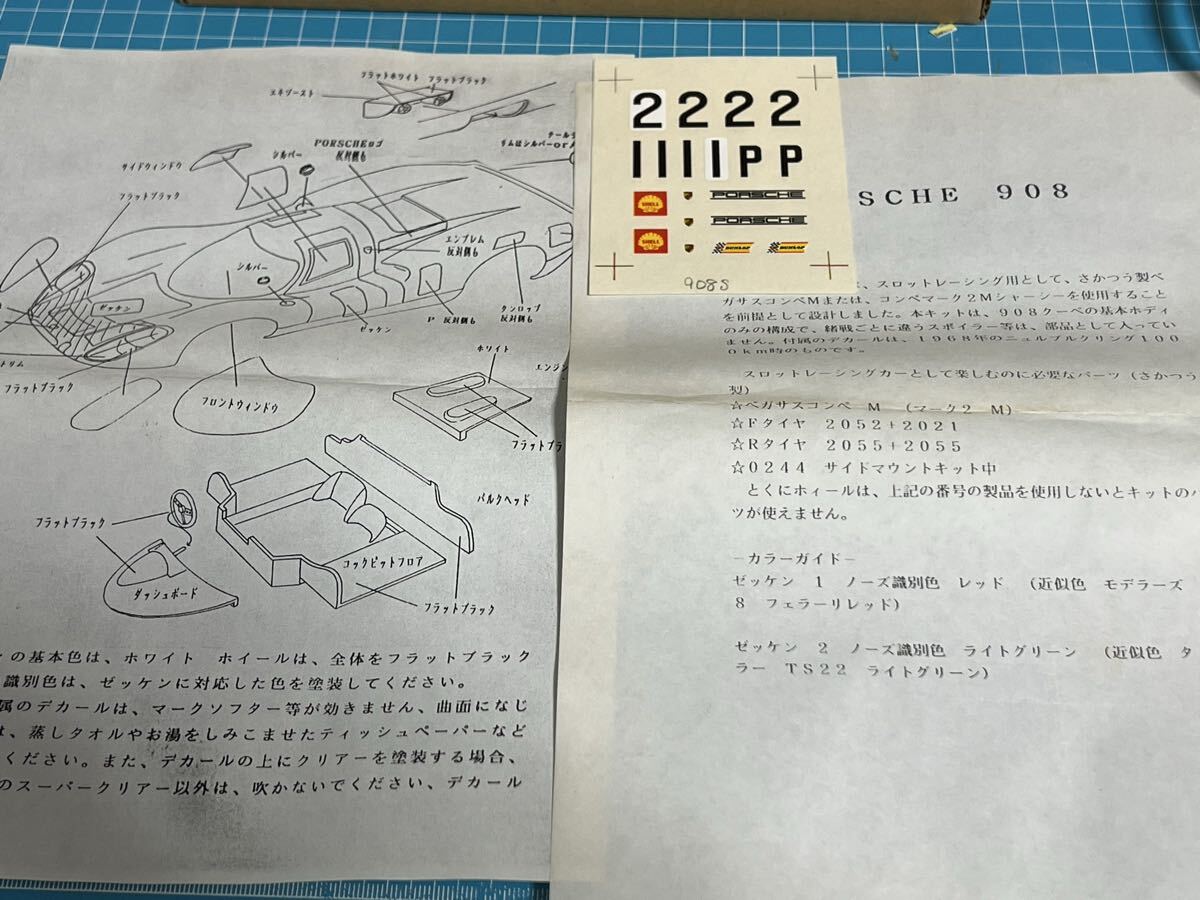 フラットホワイト フラットブラック
エキゾースト
PORSCHEロゴ
反対側も
シルバー
サイドウィンドウ
フラットブラック
リムはシルバーor
エンブレム
反対側も
シルバー
ゼッケン
ダンロップ
反対側も
P 反対側も
ゼッケン
ホワイト
フラットブラック
フロントウィンドウ
エンジン
フラットブラ
バルクヘッド
フラットブラック
コックピットフロア
ダッシュボード
フラットブラック
の基本色は、ホワイト ホイールは、全体をフラットブラック
識別色は、ゼッケンに対応した色を塗装してください。
属のデカールは、マークソフター等が効きません、曲面になじ
は、蒸しタオルやお湯をしみこませたティッシュペーパーなど
ください。また、デカールの上にクリアーを塗装する場合、
のスーパークリアー以外は、吹かないでください、デカール
2 2 2 2
1 1 1 1 P P
SHELL PORSCHE
PORSCHE
SHELL DUNLOP DUNLOP
908S
SCHE 908
は、スロットレーシング用として、さかつう製ペ
ガサスコンペMまたは、コンペマーク2Mシャーシーを使用すること
を前提として設計しました。本キットは、908クーペの基本ボディ
のみの構成で、緒戦ごとに違うスポイラー等は、部品として入ってい
ません。付属のデカールは、1968年のニュルブルクリング100
0km時のものです。
スロットレーシングカーとして楽しむのに必要なパーツ(さかつう
製)
☆ペガサスコンペ M (マーク2 M)
☆Fタイヤ 2052+2021
☆Rタイヤ 2055+2055
☆0244 サイドマウントキット中
とくにホィールは、上記の番号の製品を使用しないとキットのパ
ツが使えません。
-カラーガイド-
ゼッケン 1 ノーズ識別色 レッド (近似色 モデラーズ
8 フェラーリレッド)
ゼッケン 2 ノーズ識別色 ライトグリーン (近似色 タ
ラー TS22 ライトグリーン)